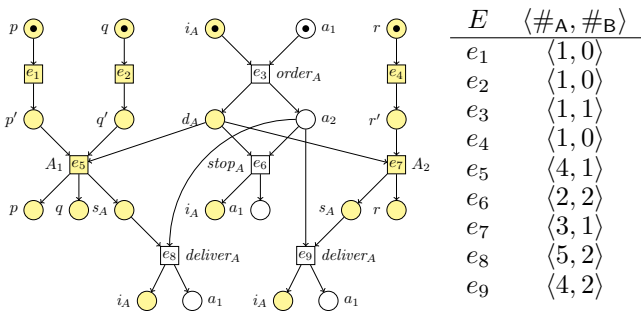 p q i_A a_1 r E ⟨#_A, #_B⟩
e_1 e_2 e_3 order_A e_4 e_1 ⟨1, 0⟩
e_2 ⟨1, 0⟩
p′ q′ d_A a_2 r′ e_3 ⟨1, 1⟩
e_4 ⟨1, 0⟩
A_1 e_5 stop_A e_6 e_7 A_2 e_5 ⟨4, 1⟩
e_6 ⟨2, 2⟩
p q s_A i_A a_1 s_A r e_7 ⟨3, 1⟩
e_8 deliver_A e_9 deliver_A e_8 ⟨5, 2⟩
e_9 ⟨4, 2⟩
i_A a_1 i_A a_1